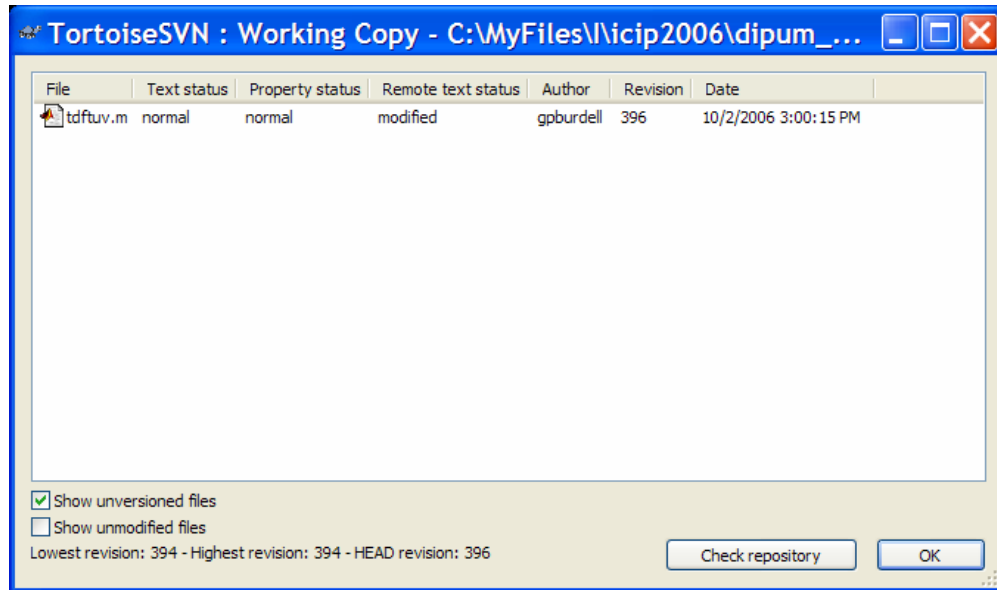 TortoiseSVN : Working Copy - C:\MyFiles\I\icip2006\dipum_...
File Text status Property status Remote text status Author Revision Date
tdftuv.m normal normal modified gpburdell 396 10/2/2006 3:00:15 PM
Show unversioned files
Show unmodified files
Lowest revision: 394 - Highest revision: 394 - HEAD revision: 396
Check repository OK